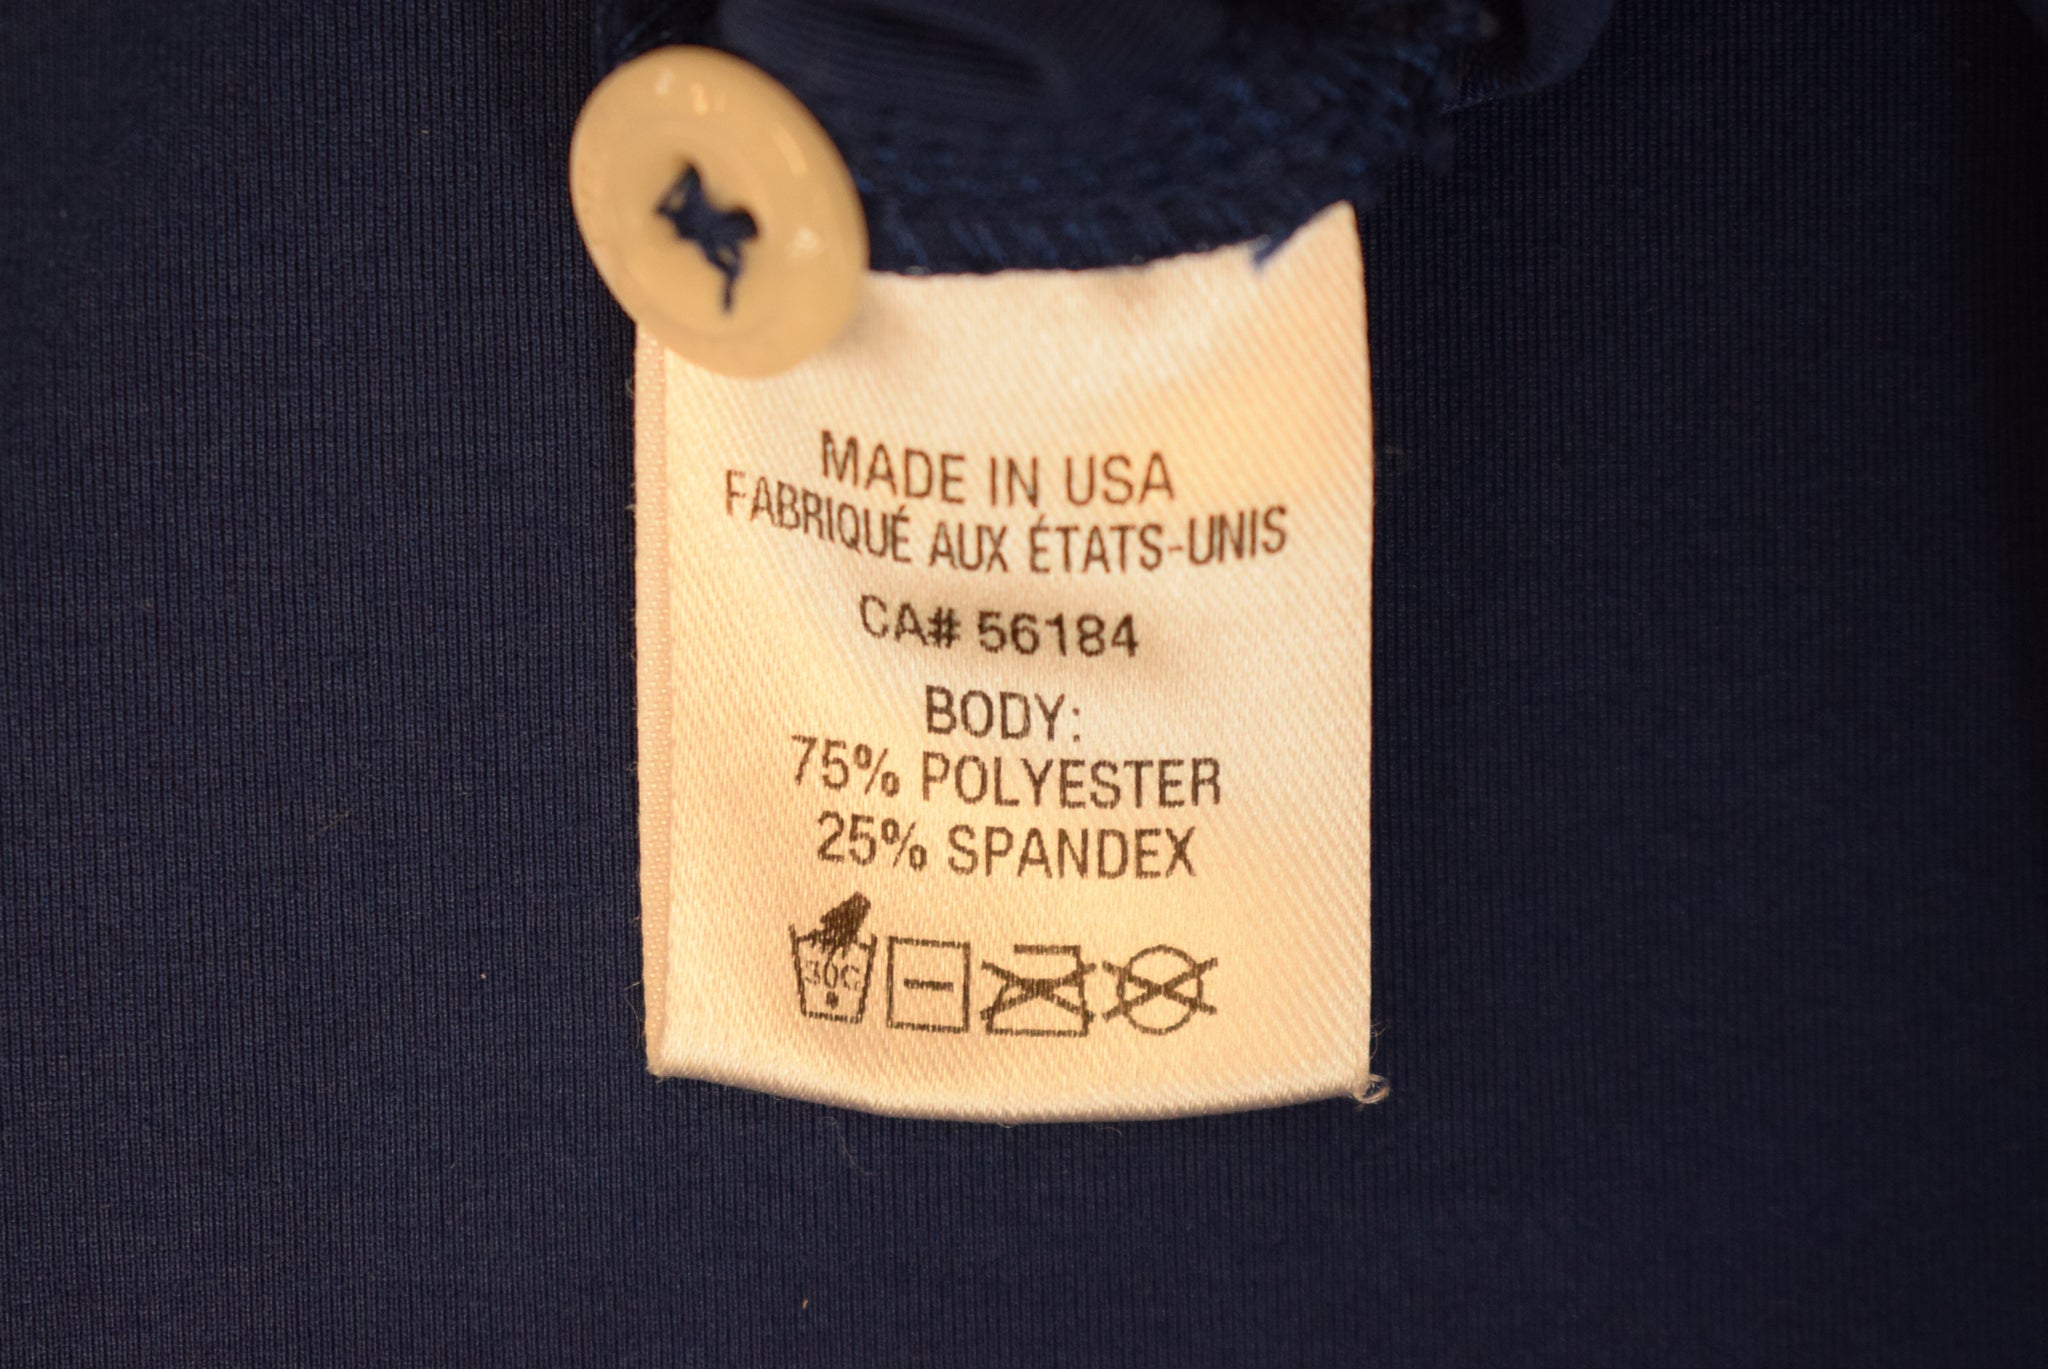 MADE IN USA
FABRIQUÉ AUX ÉTATS-UNIS
CA# 56184
BODY:
75% POLYESTER
25% SPANDEX
30C